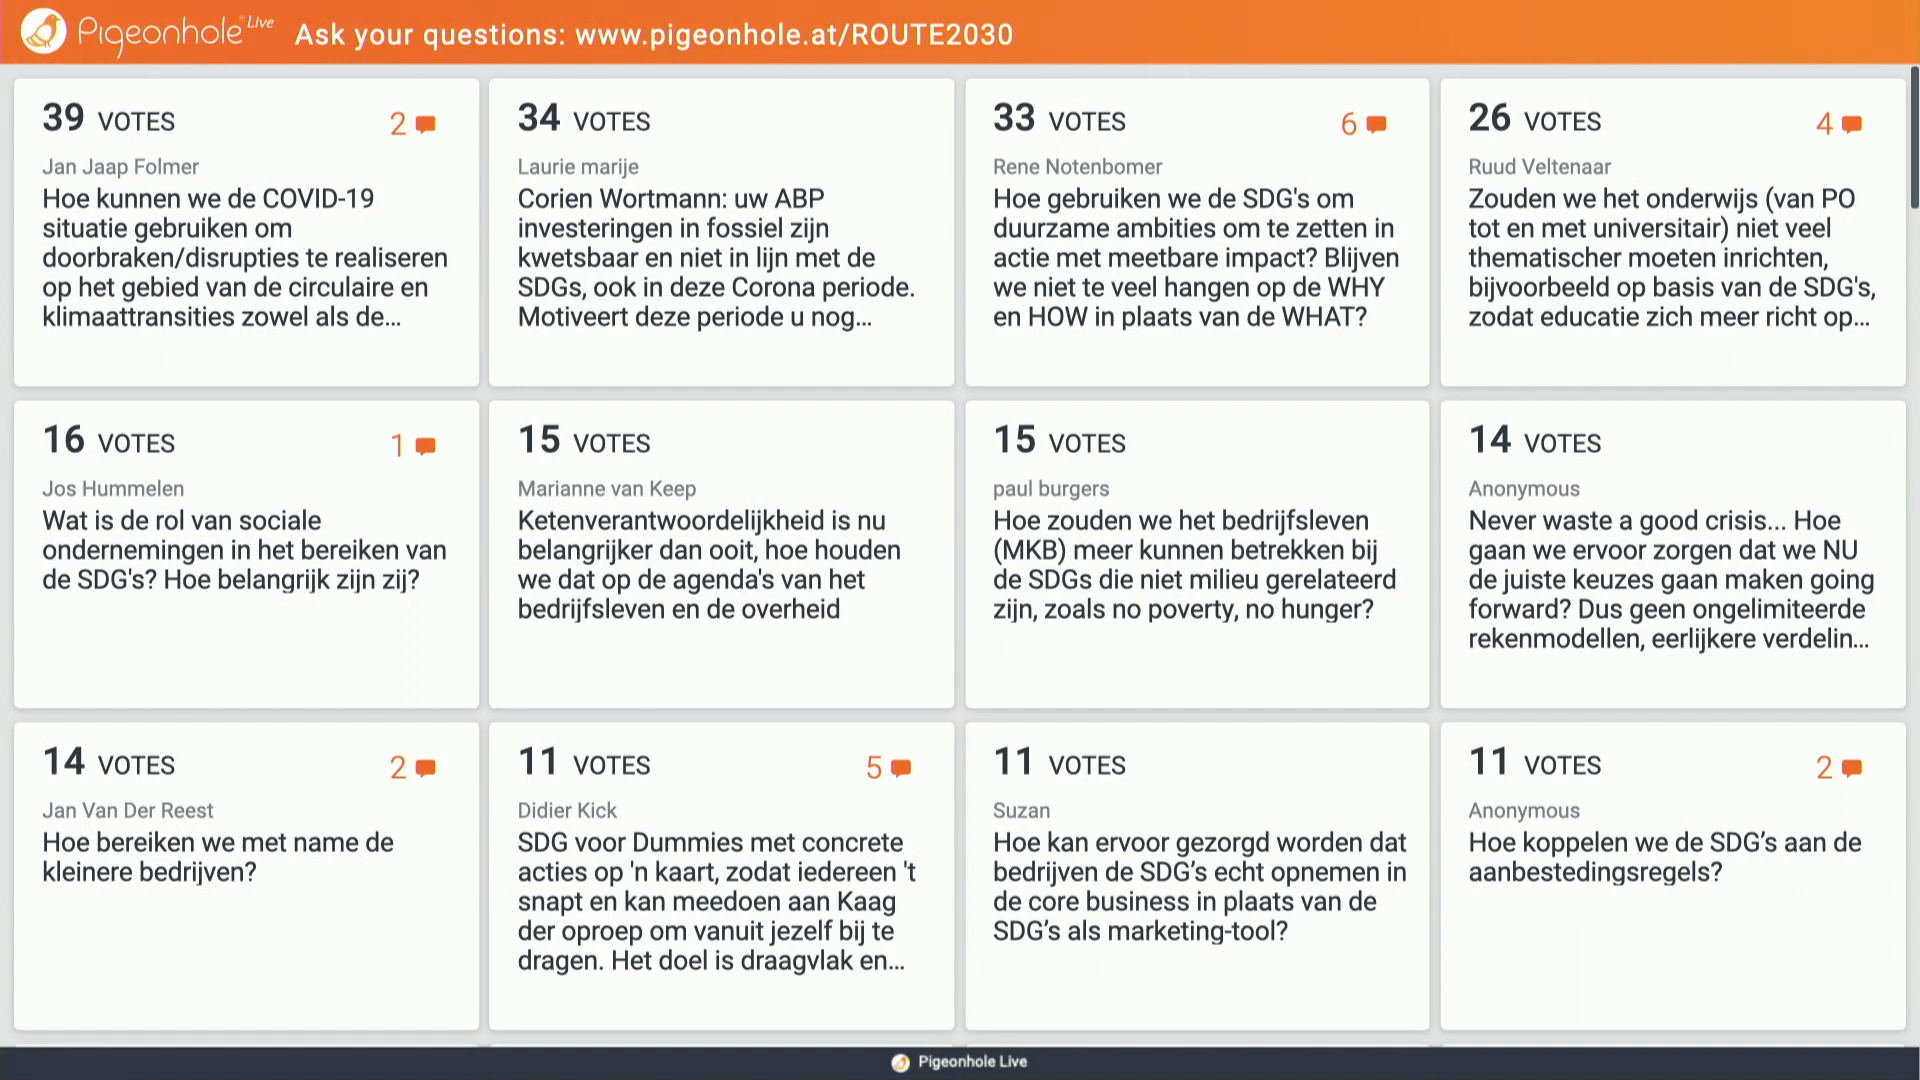 Pigeonhole Live
Ask your questions: www.pigeonhole.at/ROUTE2030
39 VOTES
2
Jan Jaap Folmer
Hoe kunnen we de COVID-19
situatie gebruiken om
doorbraken/disrupties te realiseren
op het gebied van de circulaire en
klimaattransities zowel als de...
34 VOTES
Laurie marije
Corien Wortmann: uw ABP
investeringen in fossiel zijn
kwetsbaar en niet in lijn met de
SDGs, ook in deze Corona periode.
Motiveert deze periode u nog...
33 VOTES
6
Rene Notenbomer
Hoe gebruiken we de SDG's om
duurzame ambities om te zetten in
actie met meetbare impact? Blijven
we niet te veel hangen op de WHY
en HOW in plaats van de WHAT?
26 VOTES
4
Ruud Veltenaar
Zouden we het onderwijs (van PO
tot en met universitair) niet veel
thematischer moeten inrichten,
bijvoorbeeld op basis van de SDG's,
zodat educatie zich meer richt op...
16 VOTES
1
Jos Hummelen
Wat is de rol van sociale
ondernemingen in het bereiken van
de SDG's? Hoe belangrijk zijn zij?
15 VOTES
Marianne van Keep
Ketenverantwoordelijkheid is nu
belangrijker dan ooit, hoe houden
we dat op de agenda's van het
bedrijfsleven en de overheid
15 VOTES
paul burgers
Hoe zouden we het bedrijfsleven
(MKB) meer kunnen betrekken bij
de SDGs die niet milieu gerelateerd
zijn, zoals no poverty, no hunger?
14 VOTES
Anonymous
Never waste a good crisis... Hoe
gaan we ervoor zorgen dat we NU
de juiste keuzes gaan maken going
forward? Dus geen ongelimiteerde
rekenmodellen, eerlijkere verdelin...
14 VOTES
2
Jan Van Der Reest
Hoe bereiken we met name de
kleinere bedrijven?
11 VOTES
5
Didier Kick
SDG voor Dummies met concrete
acties op 'n kaart, zodat iedereen 't
snapt en kan meedoen aan Kaag
der oproep om vanuit jezelf bij te
dragen. Het doel is draagvlak en...
11 VOTES
Suzan
Hoe kan ervoor gezorgd worden dat
bedrijven de SDG’s echt opnemen in
de core business in plaats van de
SDG’s als marketing-tool?
11 VOTES
2
Anonymous
Hoe koppelen we de SDG’s aan de
aanbestedingsregels?
Pigeonhole Live